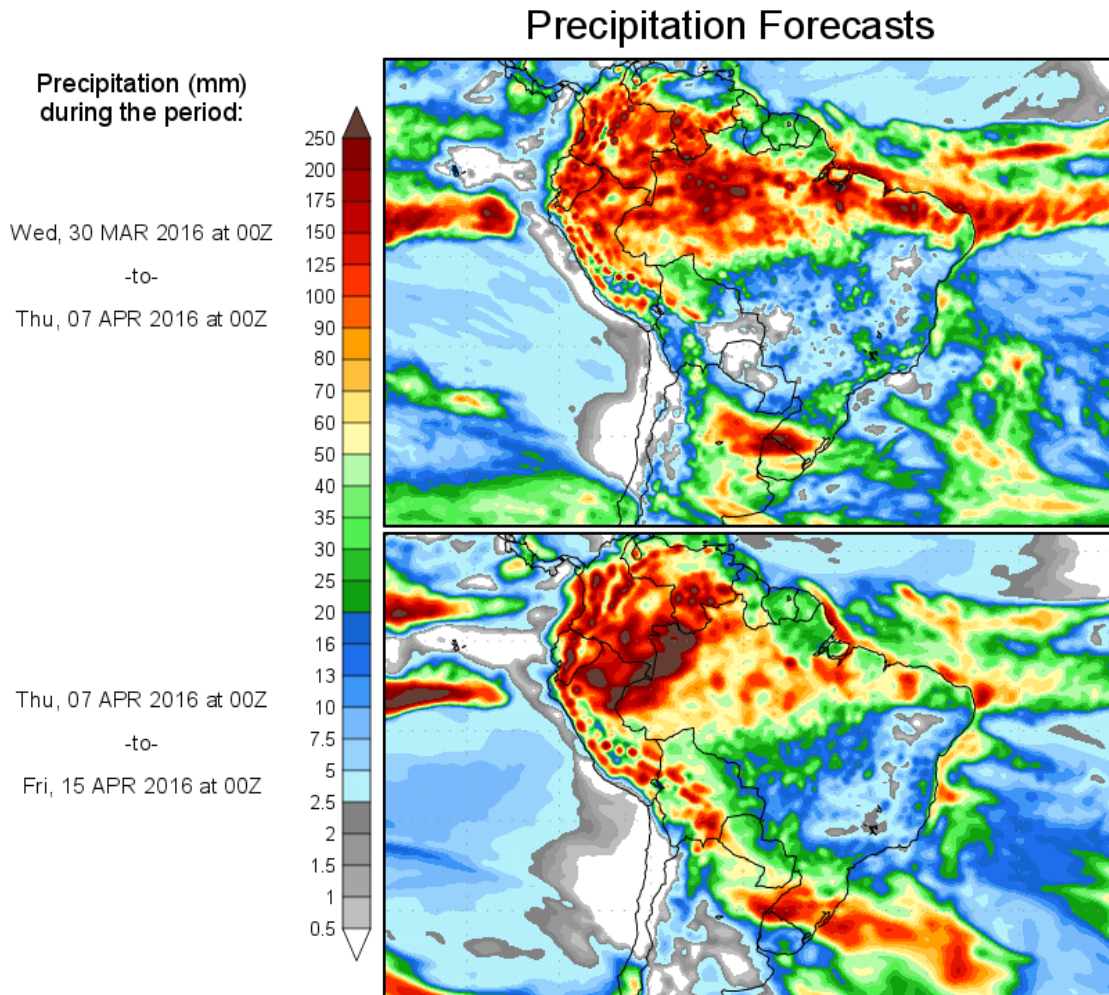 Precipitation Forecasts
Precipitation (mm)
during the period:
Wed, 30 MAR 2016 at 00Z
-to-
Thu, 07 APR 2016 at 00Z
Thu, 07 APR 2016 at 00Z
-to-
Fri, 15 APR 2016 at 00Z
250
200
175
150
125
100
90
80
70
60
50
40
35
30
25
20
16
13
10
7.5
5
2.5
2
1.5
1
0.5